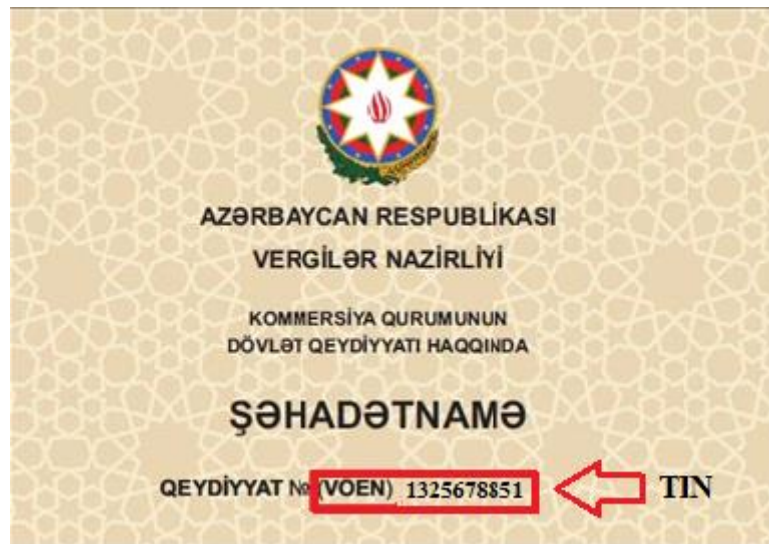 AZƏRBAYCAN RESPUBLİKASI
VERGİLƏR NAZİRLİYİ
KOMMERSİYA QURUMUNUN
DÖVLƏT QEYDİYYATI HAQQINDA
ŞƏHADƏTNAMƏ
QEYDİYYAT № (VOEN) 1325678851 TIN